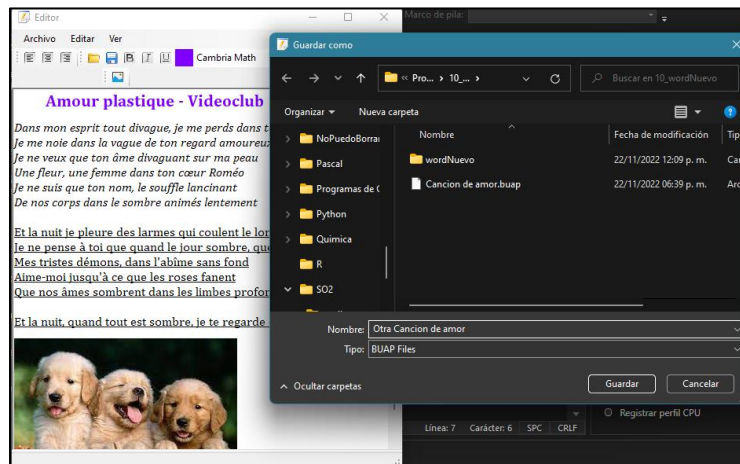 Editor
Archivo Editar Ver
B I U Cambria Math
Amour plastique - Videoclub
Dans mon esprit tout divague, je me perds dans t
Je me noie dans la vague de ton regard amoureux
Je ne veux que ton âme divaguant sur ma peau
Une fleur, une femme dans ton cœur Roméo
Je ne suis que ton nom, le souffle lancinant
De nos corps dans le sombre animés lentement
Et la nuit je pleure des larmes qui coulent le lon
Je ne pense à toi que quand le jour sombre, que
Mes tristes démons, dans l'abîme sans fond
Aime-moi jusqu'à ce que les roses fanent
Que nos âmes sombrent dans les limbes profon
Et la nuit, quand tout est sombre, je te regarde
Marco de pila:
Guardar como
« Pro... › 10_... ›
Buscar en 10_wordNuevo
Organizar
Nueva carpeta
NoPuedoBorrar
Pascal
Programas de C
Python
Quimica
R
SO2
Nombre Fecha de modificación Tip
wordNuevo 22/11/2022 12:09 p. m. Car
Cancion de amor.buap 22/11/2022 06:39 p. m. Arc
Nombre: Otra Cancion de amor
Tipo: BUAP Files
Ocultar carpetas
Guardar Cancelar
Registrar perfil CPU
Línea: 7 Carácter: 6 SPC CRLF